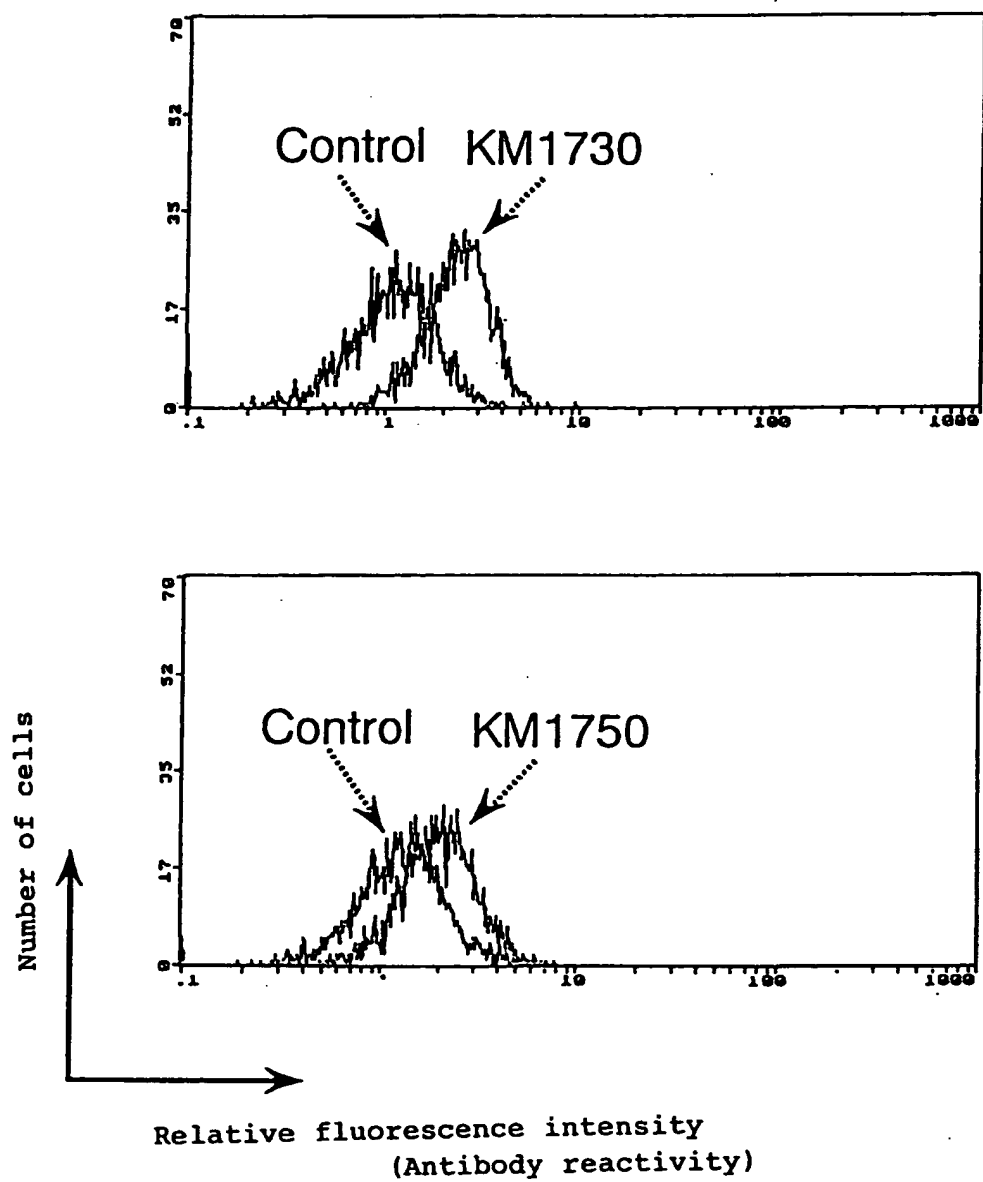 70
52
Control KM1730
35
17
0
.1 1 10 100 1000
70
52
Control KM1750
35
17
0
.1 10 100 1000
Number of cells
Relative fluorescence intensity
(Antibody reactivity)